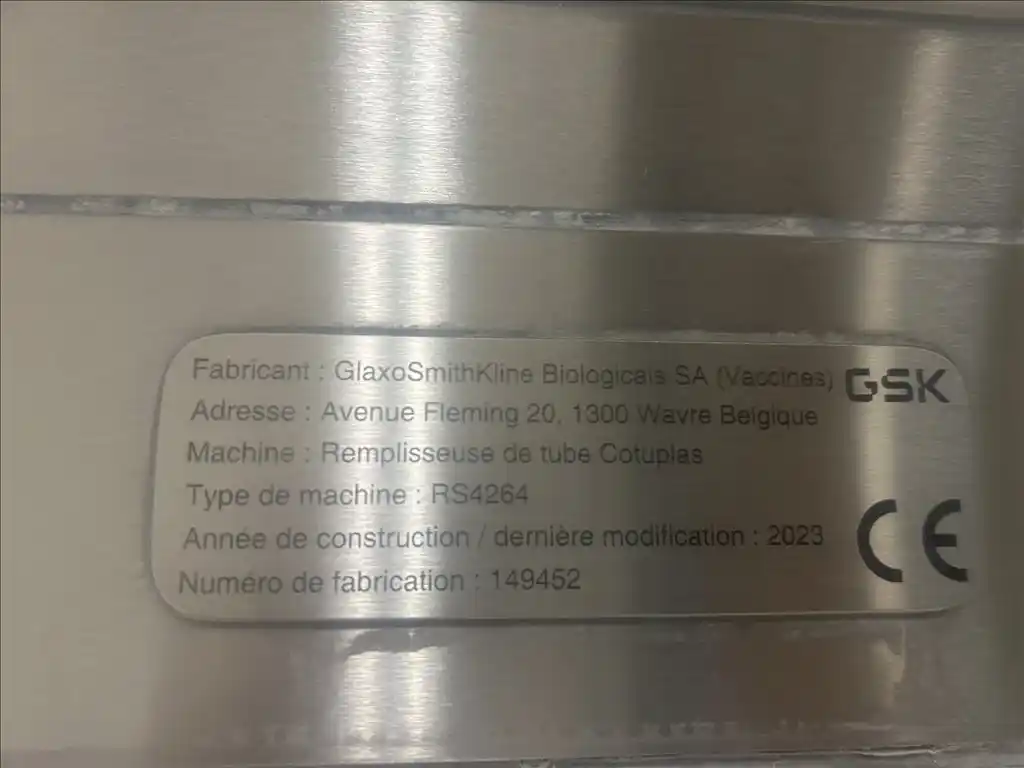 Fabricant : GlaxoSmithKline Biologicals SA (Vaccines) GSK
Adresse : Avenue Fleming 20, 1300 Wavre Belgique
Machine : Remplisseuse de tube Cotuplas
Type de machine : RS4264
Année de construction / dernière modification : 2023
Numéro de fabrication : 149452
CE